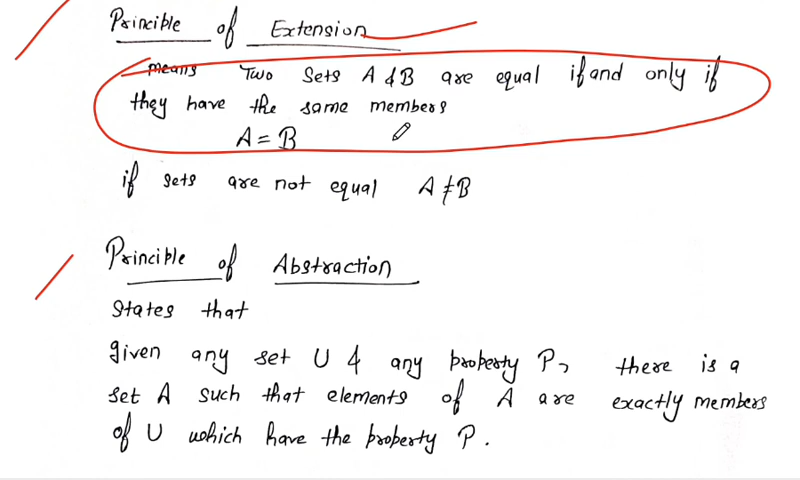 Principle of Extension
means Two Sets A & B are equal if and only if
they have the same members
A = B
if sets are not equal A ≠ B
Principle of Abstraction
States that
given any set U & any property P, there is a
set A such that elements of A are exactly members
of U which have the property P.